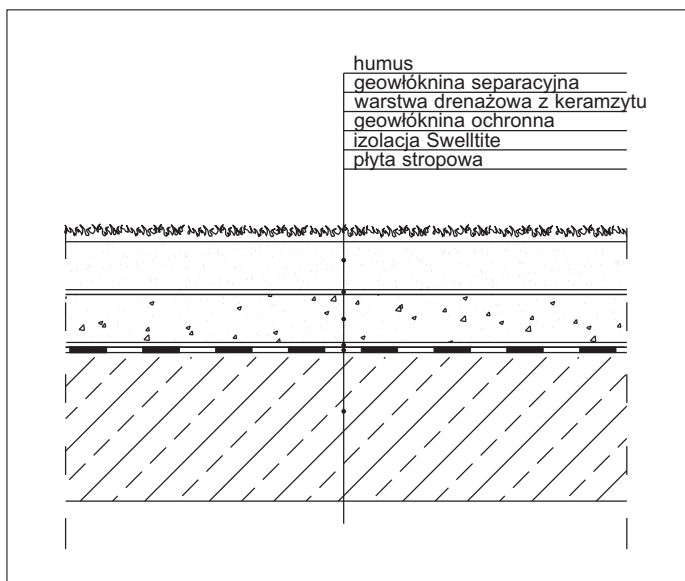 humus
geowłóknina separacyjna
warstwa drenażowa z keramzytu
geowłóknina ochronna
izolacja Swelltite
płyta stropowa